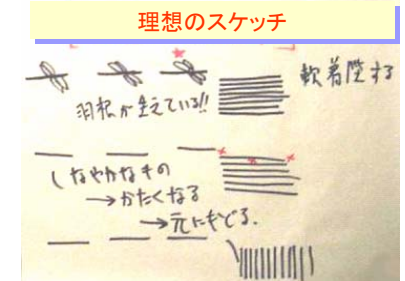 理想のスケッチ
軟着陸する
羽根が生えている!!
しなやかなもの
→かたくなる
→元にもどる.